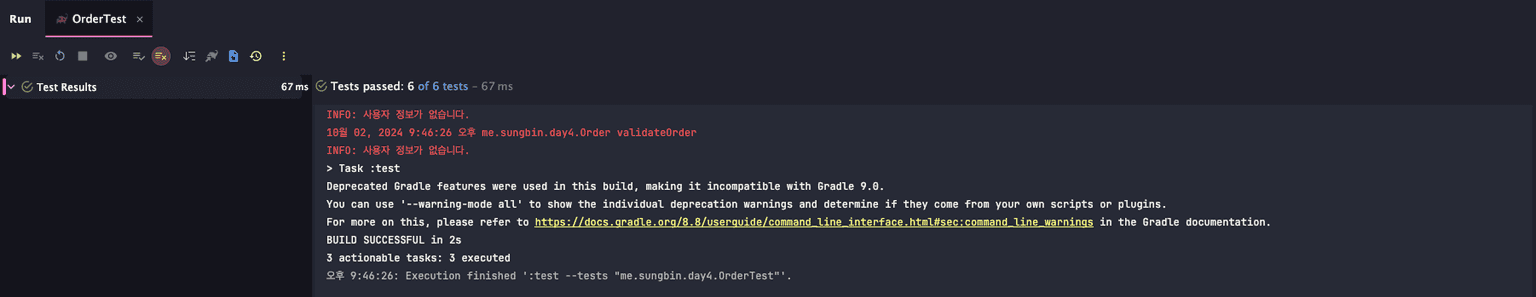 Run OrderTest ×
Test Results 67 ms
Tests passed: 6 of 6 tests – 67 ms
INFO: 사용자 정보가 없습니다.
10월 02, 2024 9:46:26 오후 me.sungbin.day4.Order validateOrder
INFO: 사용자 정보가 없습니다.
> Task :test
Deprecated Gradle features were used in this build, making it incompatible with Gradle 9.0.
You can use '--warning-mode all' to show the individual deprecation warnings and determine if they come from your own scripts or plugins.
For more on this, please refer to https://docs.gradle.org/8.8/userguide/command_line_interface.html#sec:command_line_warnings in the Gradle documentation.
BUILD SUCCESSFUL in 2s
3 actionable tasks: 3 executed
오후 9:46:26: Execution finished ':test --tests "me.sungbin.day4.OrderTest"'.